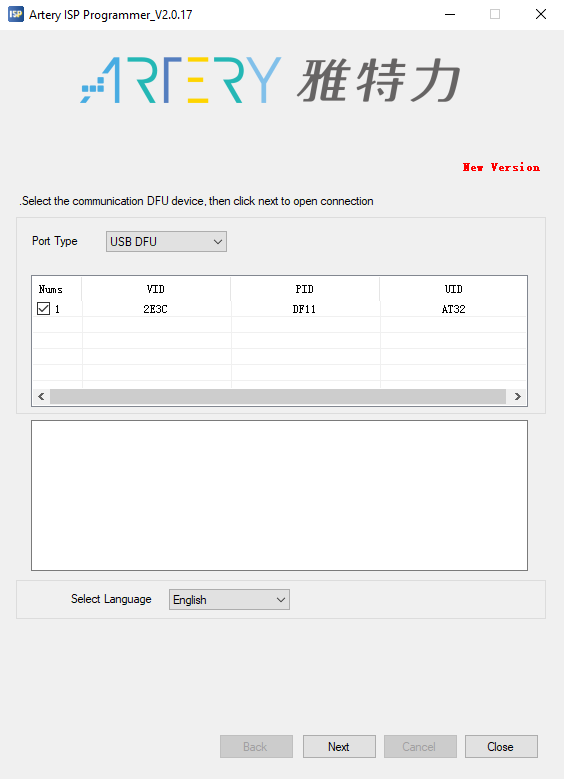 ISP Artery ISP Programmer_V2.0.17
ARTERY 雅特力
New Version
.Select the communication DFU device, then click next to open connection
Port Type USB DFU
Nums VID PID UID
1 2E3C DF11 AT32
Select Language English
Back Next Cancel Close